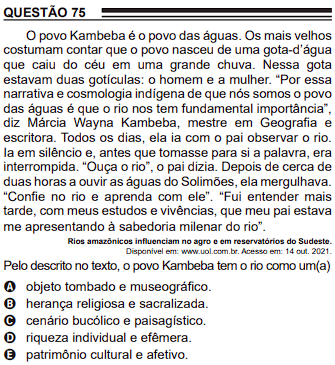 QUESTÃO 75
O povo Kambeba é o povo das águas. Os mais velhos
costumam contar que o povo nasceu de uma gota-d'água
que caiu do céu em uma grande chuva. Nessa gota
estavam duas gotículas: o homem e a mulher. “Por essa
narrativa e cosmologia indígena de que nós somos o povo
das águas é que o rio nos tem fundamental importância”,
diz Márcia Wayna Kambeba, mestre em Geografia e
escritora. Todos os dias, ela ia com o pai observar o rio.
Ia em silêncio e, antes que tomasse para si a palavra, era
interrompida. “Ouça o rio”, o pai dizia. Depois de cerca de
duas horas a ouvir as águas do Solimões, ela mergulhava.
“Confie no rio e aprenda com ele”. “Fui entender mais
tarde, com meus estudos e vivências, que meu pai estava
me apresentando à sabedoria milenar do rio”.
Rios amazônicos influenciam no agro e em reservatórios do Sudeste.
Disponível em: www.uol.com.br. Acesso em: 14 out. 2021.
Pelo descrito no texto, o povo Kambeba tem o rio como um(a)
A objeto tombado e museográfico.
B herança religiosa e sacralizada.
C cenário bucólico e paisagístico.
D riqueza individual e efêmera.
E patrimônio cultural e afetivo.